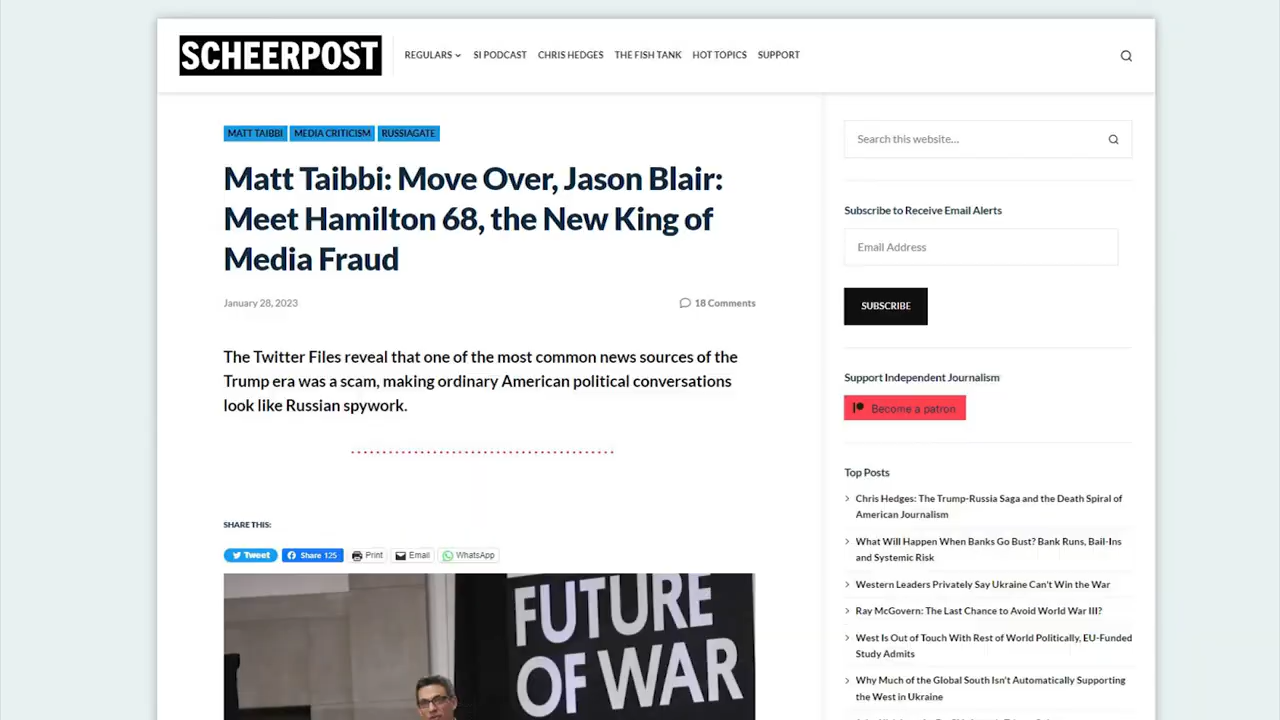 SCHEERPOST
REGULARS
SI PODCAST
CHRIS HEDGES
THE FISH TANK
HOT TOPICS
SUPPORT
MATT TAIBBI
MEDIA CRITICISM
RUSSIAGATE
Matt Taibbi: Move Over, Jason Blair:
Meet Hamilton 68, the New King of
Media Fraud
January 28, 2023
18 Comments
The Twitter Files reveal that one of the most common news sources of the
Trump era was a scam, making ordinary American political conversations
look like Russian spywork.
SHARE THIS:
Tweet
Share 125
Print
Email
WhatsApp
FUTURE
OF WAR
Search this website...
Subscribe to Receive Email Alerts
Email Address
SUBSCRIBE
Support Independent Journalism
Become a patron
Top Posts
Chris Hedges: The Trump-Russia Saga and the Death Spiral of
American Journalism
What Will Happen When Banks Go Bust? Bank Runs, Bail-Ins
and Systemic Risk
Western Leaders Privately Say Ukraine Can't Win the War
Ray McGovern: The Last Chance to Avoid World War III?
West Is Out of Touch With Rest of World Politically, EU-Funded
Study Admits
Why Much of the Global South Isn't Automatically Supporting
the West in Ukraine